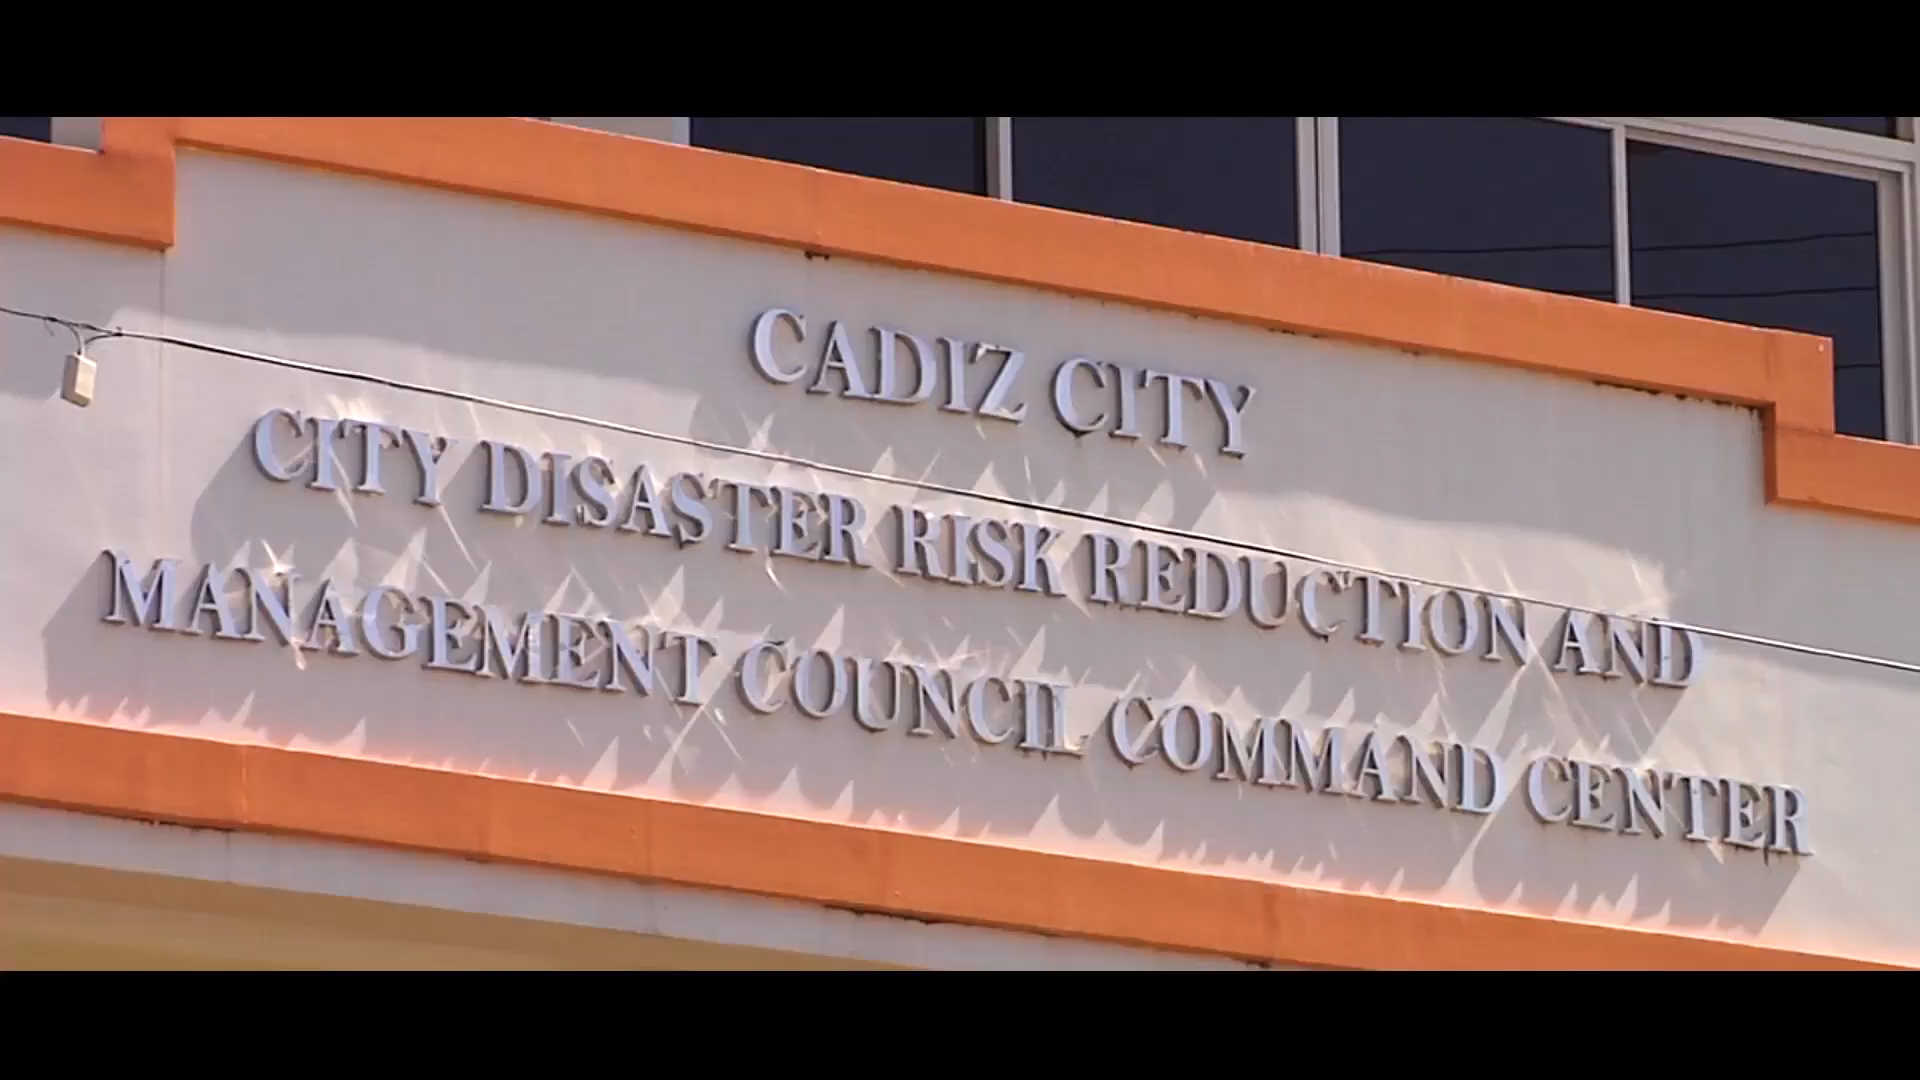 CADIZ CITY
CITY DISASTER RISK REDUCTION AND
MANAGEMENT COUNCIL COMMAND CENTER